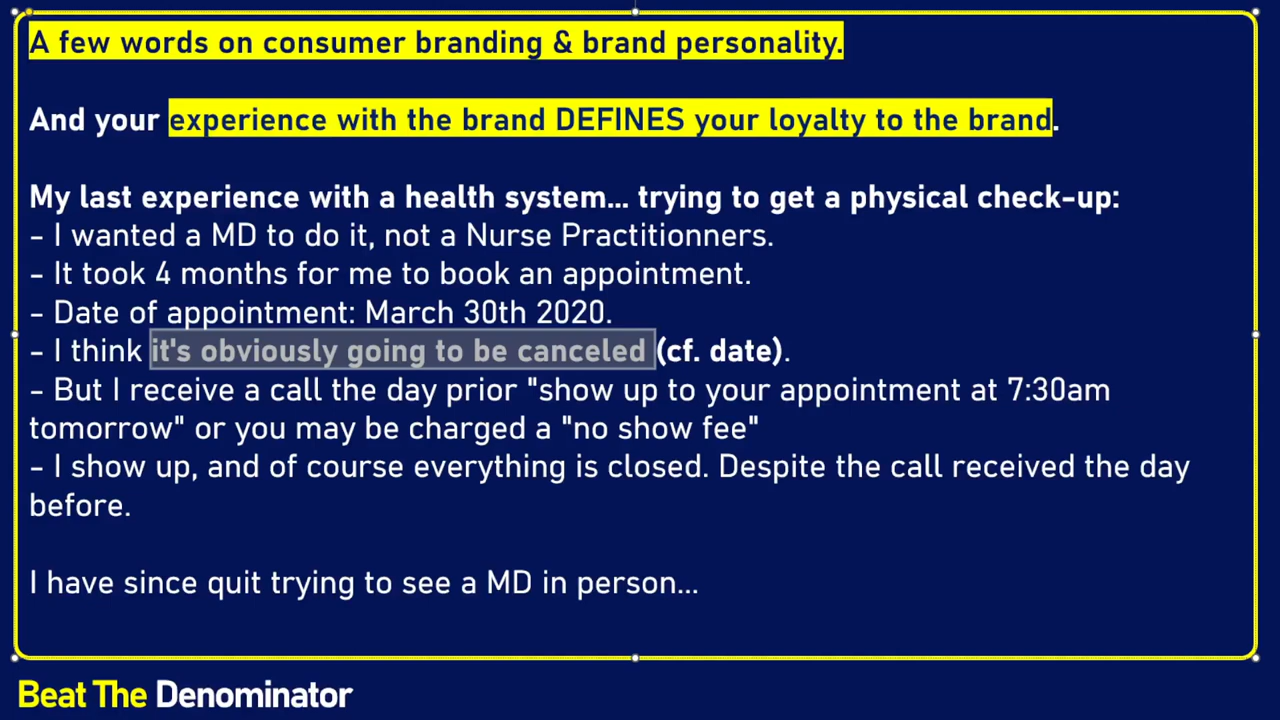 A few words on consumer branding & brand personality.
And your experience with the brand DEFINES your loyalty to the brand.
My last experience with a health system... trying to get a physical check-up:
- I wanted a MD to do it, not a Nurse Practitionners.
- It took 4 months for me to book an appointment.
- Date of appointment: March 30th 2020.
- I think it's obviously going to be canceled (cf. date).
- But I receive a call the day prior "show up to your appointment at 7:30am
tomorrow" or you may be charged a "no show fee"
- I show up, and of course everything is closed. Despite the call received the day
before.
I have since quit trying to see a MD in person...
Beat The Denominator